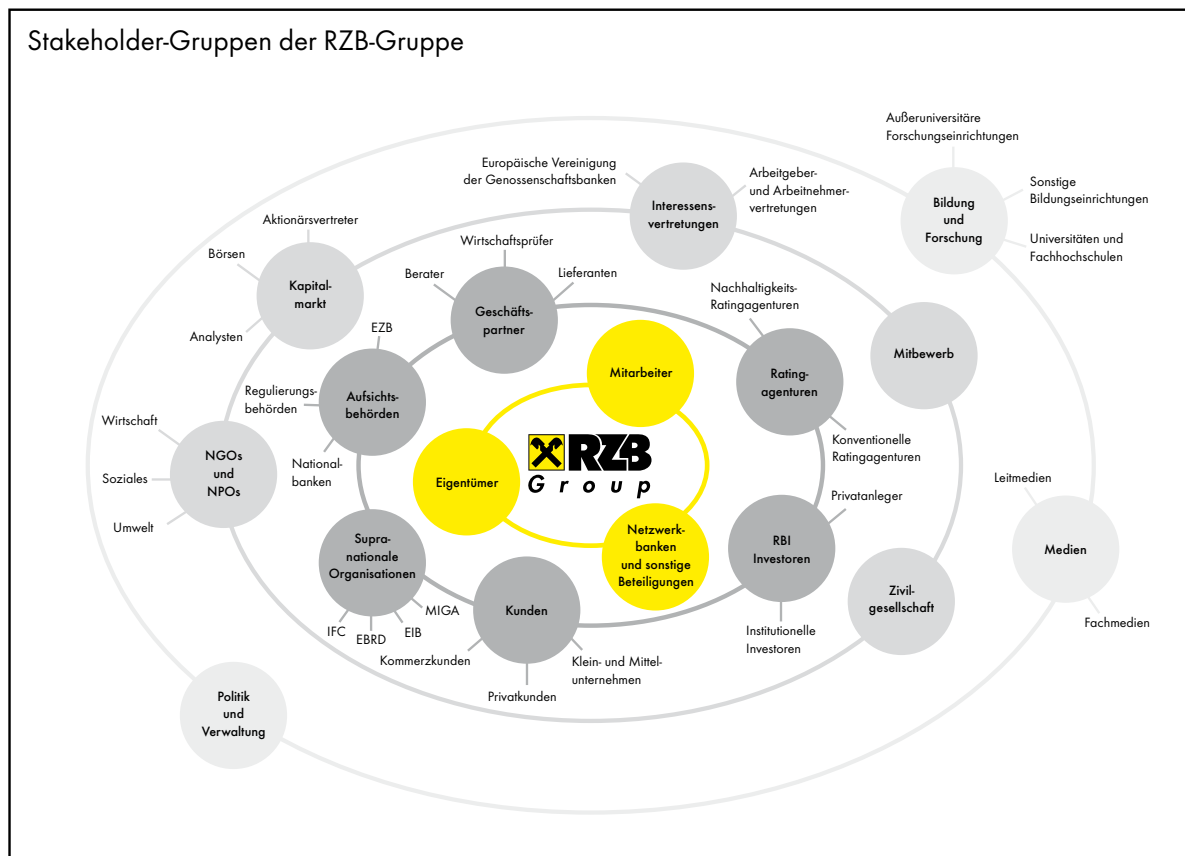 Stakeholder-Gruppen der RZB-Gruppe
Außeruniversitäre
Forschungseinrichtungen
Sonstige
Bildungseinrichtungen
Bildung
und
Forschung
Universitäten und
Fachhochschulen
Europäische Vereinigung
der Genossenschaftsbanken
Interessens-
vertretungen
Arbeitgeber-
und Arbeitnehmer-
vertretungen
Aktionärsvertreter
Börsen
Kapital-
markt
Analysten
Wirtschaftsprüfer
Berater
Lieferanten
Geschäfts-
partner
Nachhaltigkeits-
Ratingagenturen
Rating-
agenturen
Konventionelle
Ratingagenturen
Mitbewerb
EZB
Regulierungs-
behörden
Aufsichts-
behörden
National-
banken
Mitarbeiter
Wirtschaft
Soziales
Umwelt
NGOs
und
NPOs
Eigentümer
RZB
Group
Netzwerk-
banken
und sonstige
Beteiligungen
Privatanleger
RBI
Investoren
Institutionelle
Investoren
Leitmedien
Medien
Fachmedien
Supra-
nationale
Organisationen
MIGA
EIB
EBRD
IFC
Kunden
Kommerzkunden
Privatkunden
Klein- und Mittel-
unternehmen
Zivil-
gesellschaft
Politik
und
Verwaltung